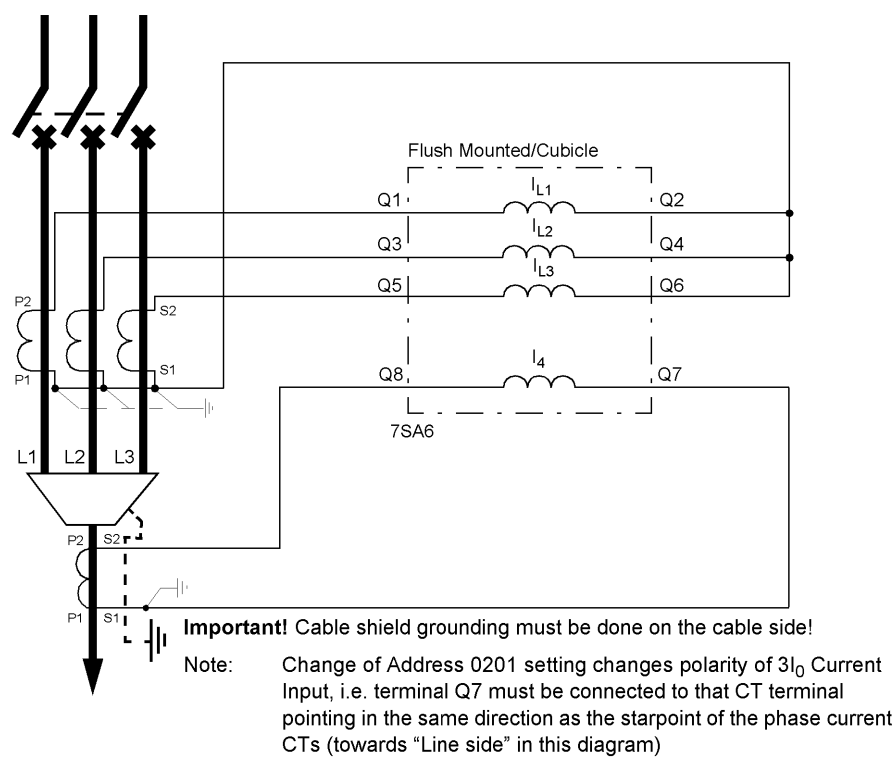 Flush Mounted/Cubicle
IL1
Q1
Q2
IL2
Q3
Q4
IL3
Q5
Q6
P2
S2
P1
S1
I4
Q8
Q7
7SA6
L1
L2
L3
P2
S2
P1
S1
Important! Cable shield grounding must be done on the cable side!
Note: Change of Address 0201 setting changes polarity of 3I0 Current
Input, i.e. terminal Q7 must be connected to that CT terminal
pointing in the same direction as the starpoint of the phase current
CTs (towards “Line side” in this diagram)